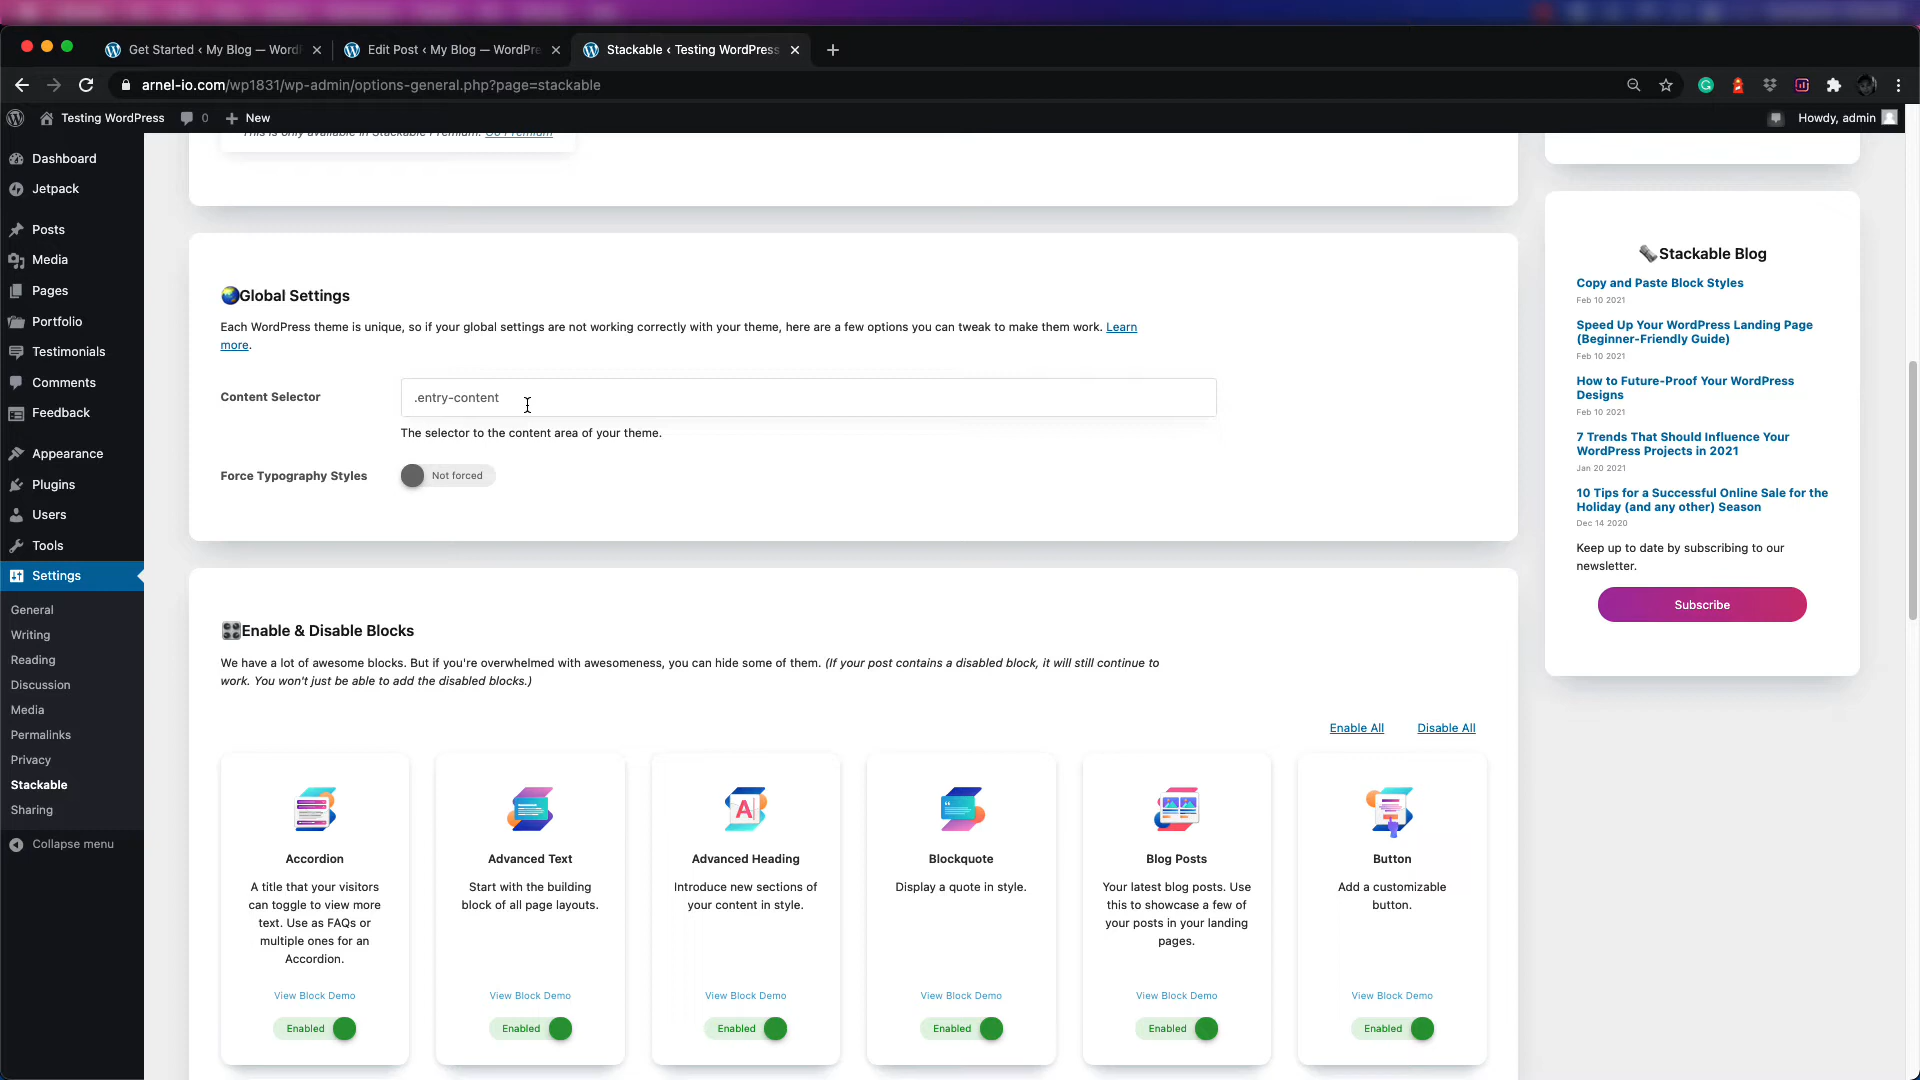 Get Started ‹ My Blog — Word
Edit Post ‹ My Blog — WordPre
Stackable ‹ Testing WordPress
arnel-io.com/wp1831/wp-admin/options-general.php?page=stackable
Testing WordPress
0
New
Howdy, admin
Dashboard
Jetpack
Posts
Media
Pages
Portfolio
Testimonials
Comments
Feedback
Appearance
Plugins
Users
Tools
Settings
General
Writing
Reading
Discussion
Media
Permalinks
Privacy
Stackable
Sharing
Collapse menu
This is only available in Stackable Premium. Go Premium
Global Settings
Each WordPress theme is unique, so if your global settings are not working correctly with your theme, here are a few options you can tweak to make them work. Learn
more.
Content Selector
.entry-content
The selector to the content area of your theme.
Force Typography Styles
Not forced
Enable & Disable Blocks
We have a lot of awesome blocks. But if you're overwhelmed with awesomeness, you can hide some of them. (If your post contains a disabled block, it will still continue to
work. You won't just be able to add the disabled blocks.)
Enable All
Disable All
Accordion
A title that your visitors
can toggle to view more
text. Use as FAQs or
multiple ones for an
Accordion.
View Block Demo
Enabled
Advanced Text
Start with the building
block of all page layouts.
View Block Demo
Enabled
Advanced Heading
Introduce new sections of
your content in style.
View Block Demo
Enabled
Blockquote
Display a quote in style.
View Block Demo
Enabled
Blog Posts
Your latest blog posts. Use
this to showcase a few of
your posts in your landing
pages.
View Block Demo
Enabled
Button
Add a customizable
button.
View Block Demo
Enabled
Stackable Blog
Copy and Paste Block Styles
Feb 10 2021
Speed Up Your WordPress Landing Page
(Beginner-Friendly Guide)
Feb 10 2021
How to Future-Proof Your WordPress
Designs
Feb 10 2021
7 Trends That Should Influence Your
WordPress Projects in 2021
Jan 20 2021
10 Tips for a Successful Online Sale for the
Holiday (and any other) Season
Dec 14 2020
Keep up to date by subscribing to our
newsletter.
Subscribe